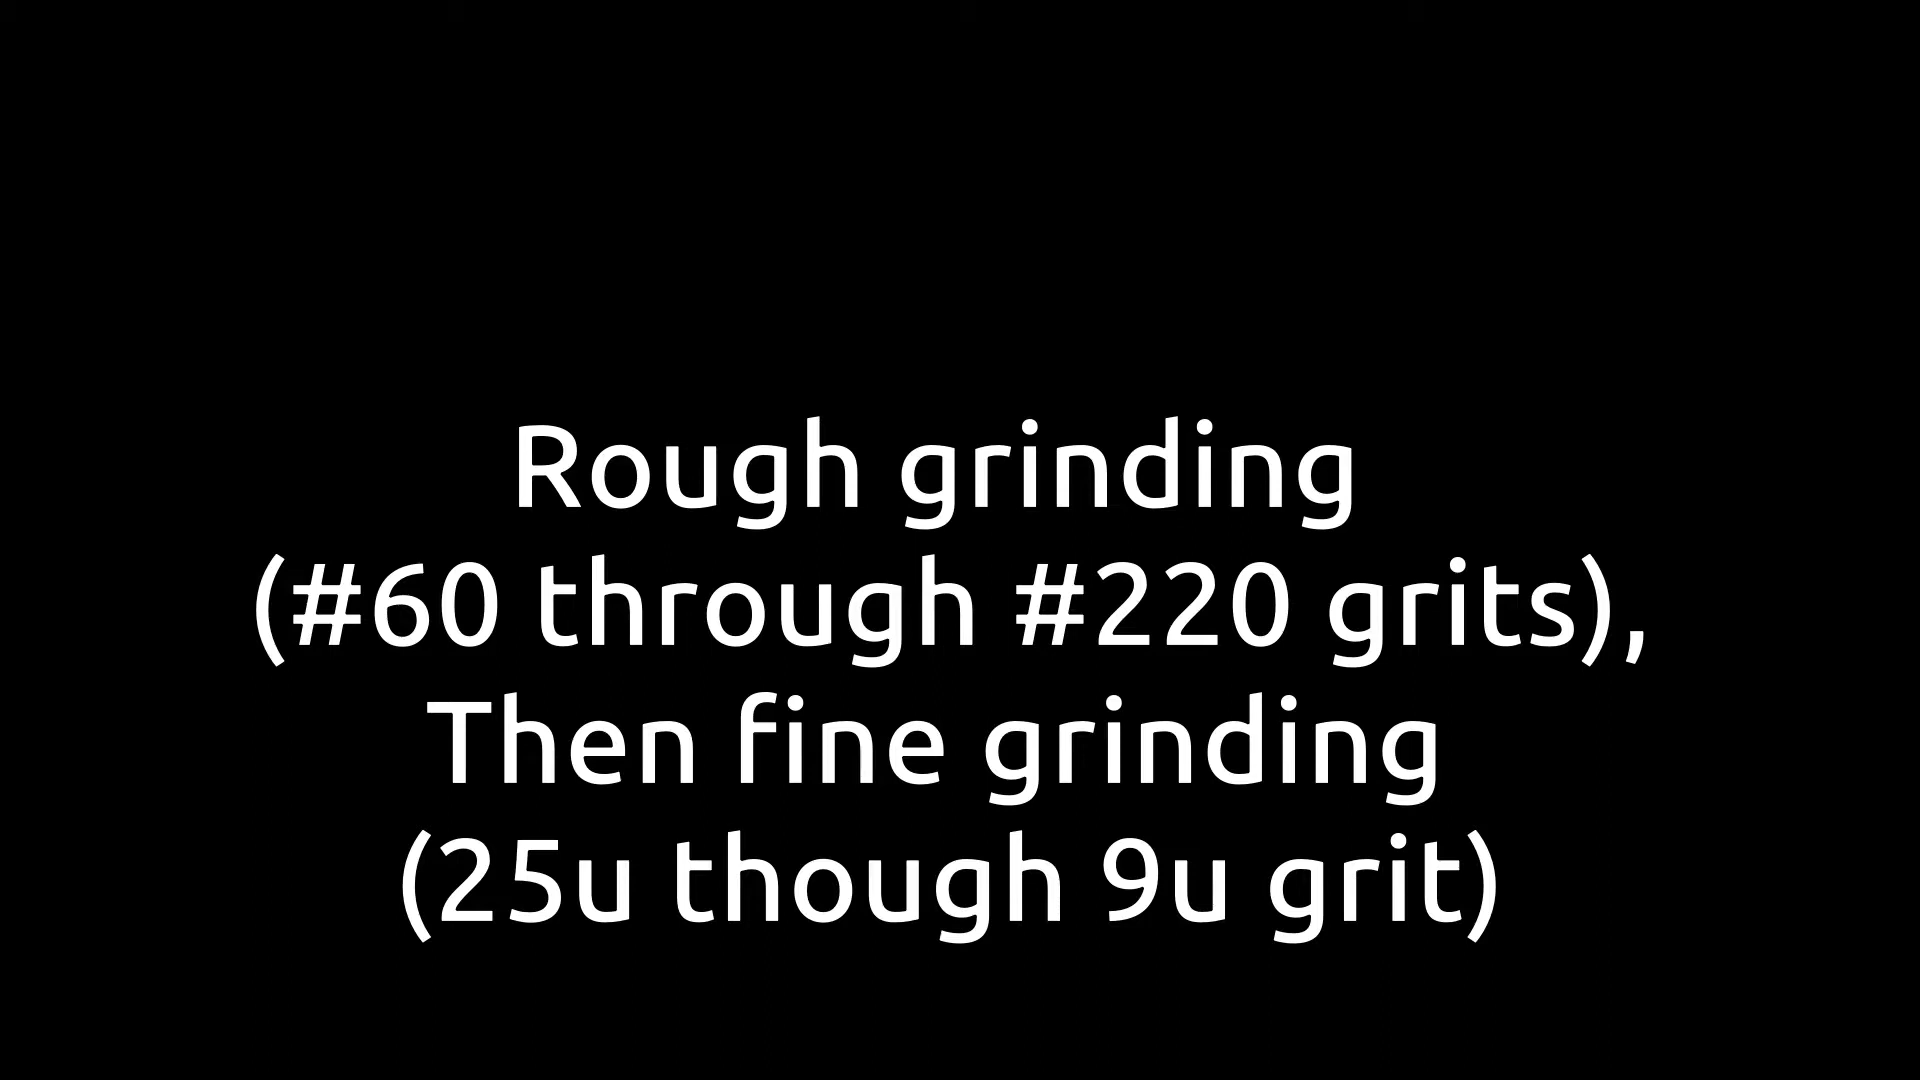 Rough grinding
(#60 through #220 grits),
Then fine grinding
(25u though 9u grit)